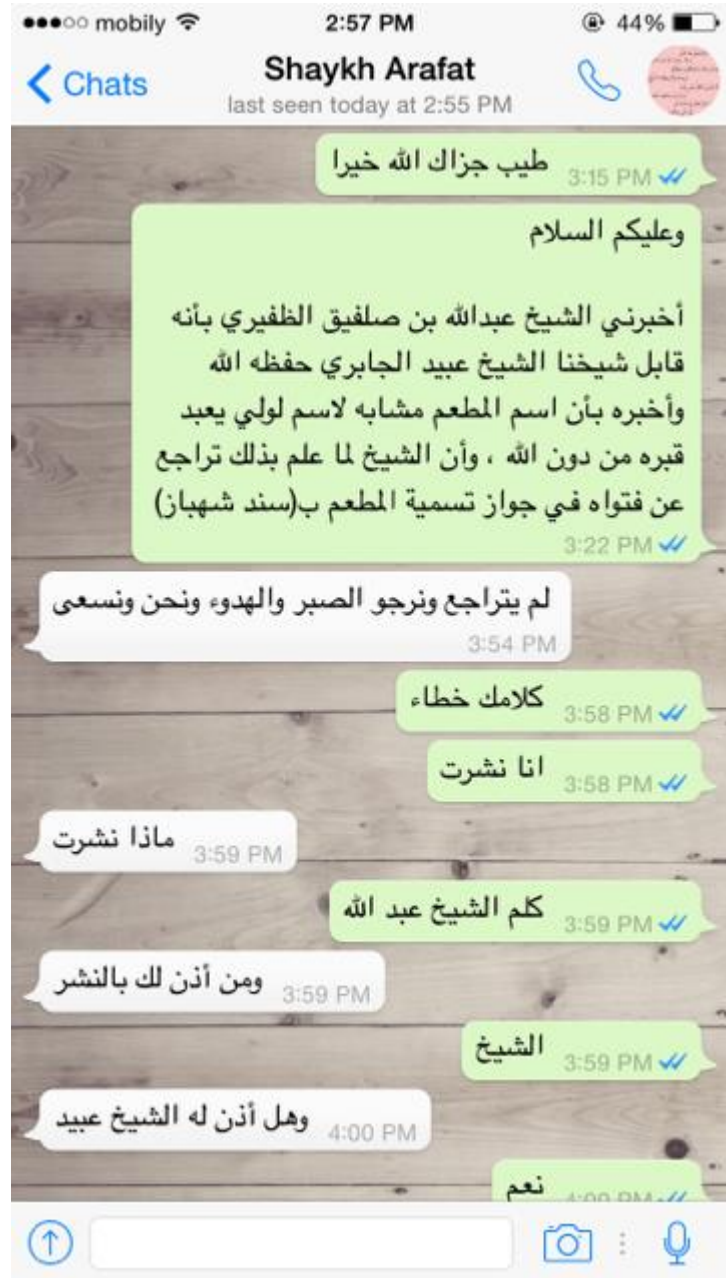 mobily 2:57 PM 44%
Chats Shaykh Arafat
last seen today at 2:55 PM
طيب جزاك الله خيرا 3:15 PM
وعليكم السلام
أخبرني الشيخ عبدالله بن صلفيق الظفيري بأنه
قابل شيخنا الشيخ عبيد الجابري حفظه الله
وأخبره بأن اسم المطعم مشابه لاسم لولي يعبد
قبره من دون الله ، وأن الشيخ لما علم بذلك تراجع
عن فتواه في جواز تسمية المطعم ب(سند شهباز)
3:22 PM
لم يتراجع ونرجو الصبر والهدوء ونحن ونسعى
3:54 PM
كلامك خطاء 3:58 PM
انا نشرت 3:58 PM
ماذا نشرت 3:59 PM
كلم الشيخ عبد الله 3:59 PM
ومن أذن لك بالنشر 3:59 PM
الشيخ 3:59 PM
وهل أذن له الشيخ عبيد 4:00 PM
نعم